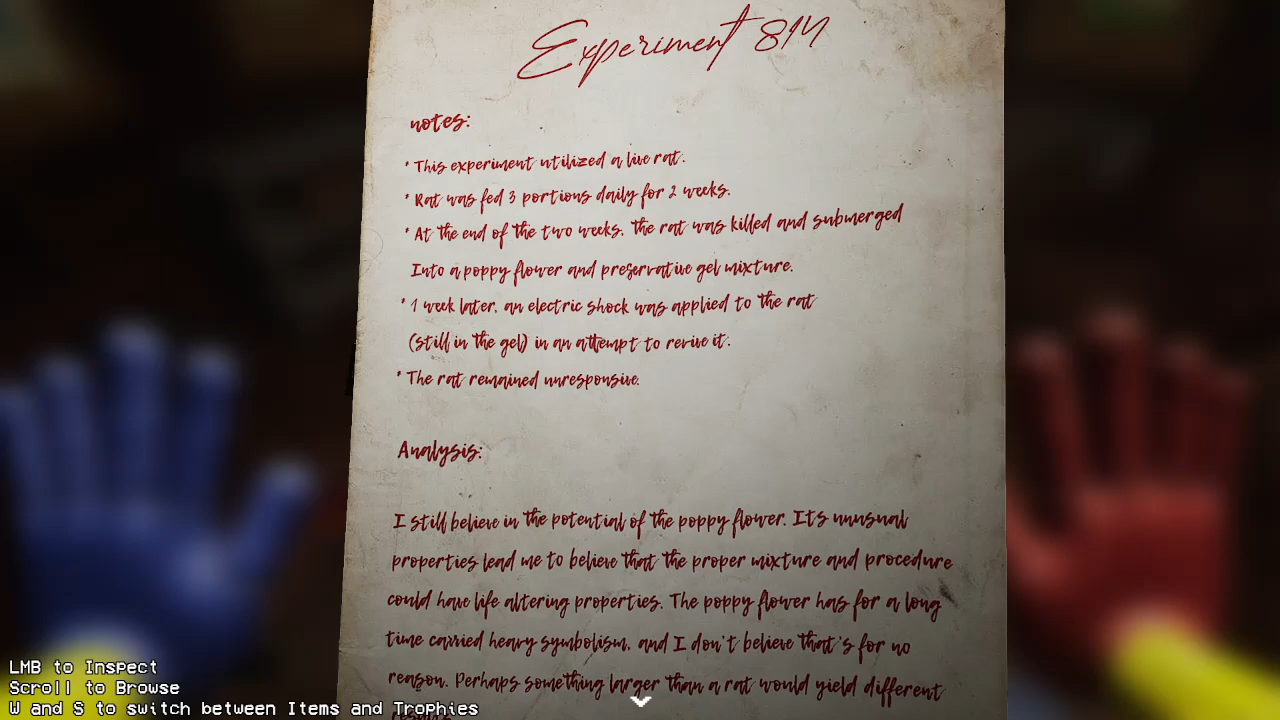 Experiment 814
notes:
* This experiment utilized a live rat.
* Rat was fed 3 portions daily for 2 weeks.
* At the end of the two weeks, the rat was killed and submerged
Into a poppy flower and preservative gel mixture.
* 1 week later, an electric shock was applied to the rat
(still in the gel) in an attempt to revive it.
* The rat remained unresponsive.
Analysis:
I still believe in the potential of the poppy flower. Its unusual
properties lead me to believe that the proper mixture and procedure
could have life altering properties. The poppy flower has for a long
time carried heavy symbolism, and I don't believe that's for no
reason. Perhaps something larger than a rat would yield different
LMB to Inspect
Scroll to Browse
W and S to switch between Items and Trophies